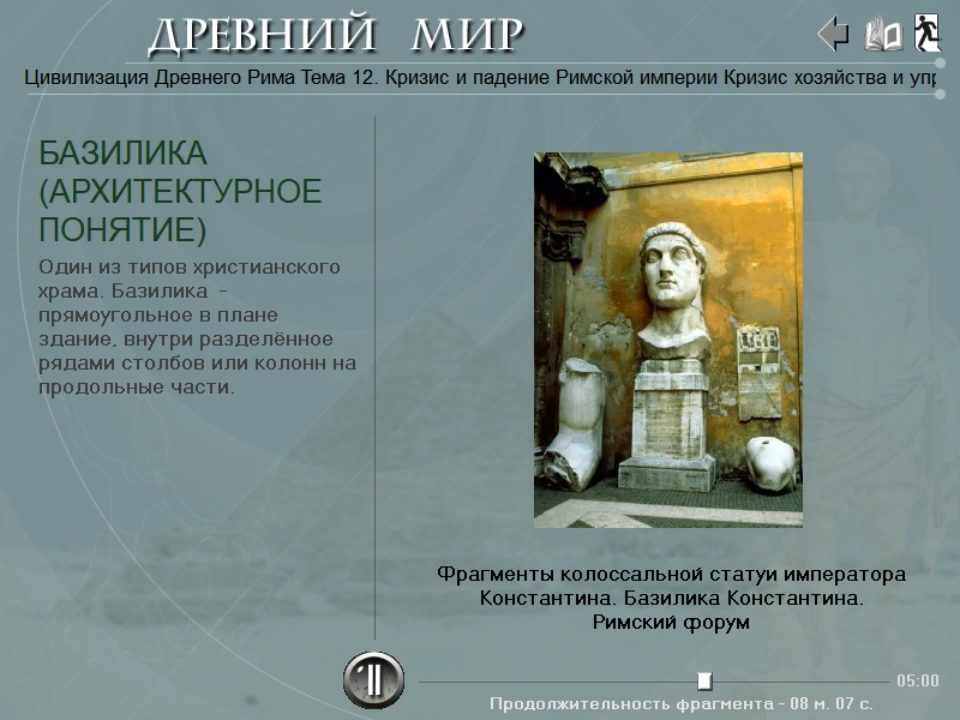 ДРЕВНИЙ МИР
Цивилизация Древнего Рима Тема 12. Кризис и падение Римской империи Кризис хозяйства и упр
БАЗИЛИКА
(АРХИТЕКТУРНОЕ
ПОНЯТИЕ)
Один из типов христианского
храма. Базилика -
прямоугольное в плане
здание, внутри разделённое
рядами столбов или колонн на
продольные части.
Фрагменты колоссальной статуи императора
Константина. Базилика Константина.
Римский форум
05:00
Продолжительность фрагмента - 08 м. 07 с.